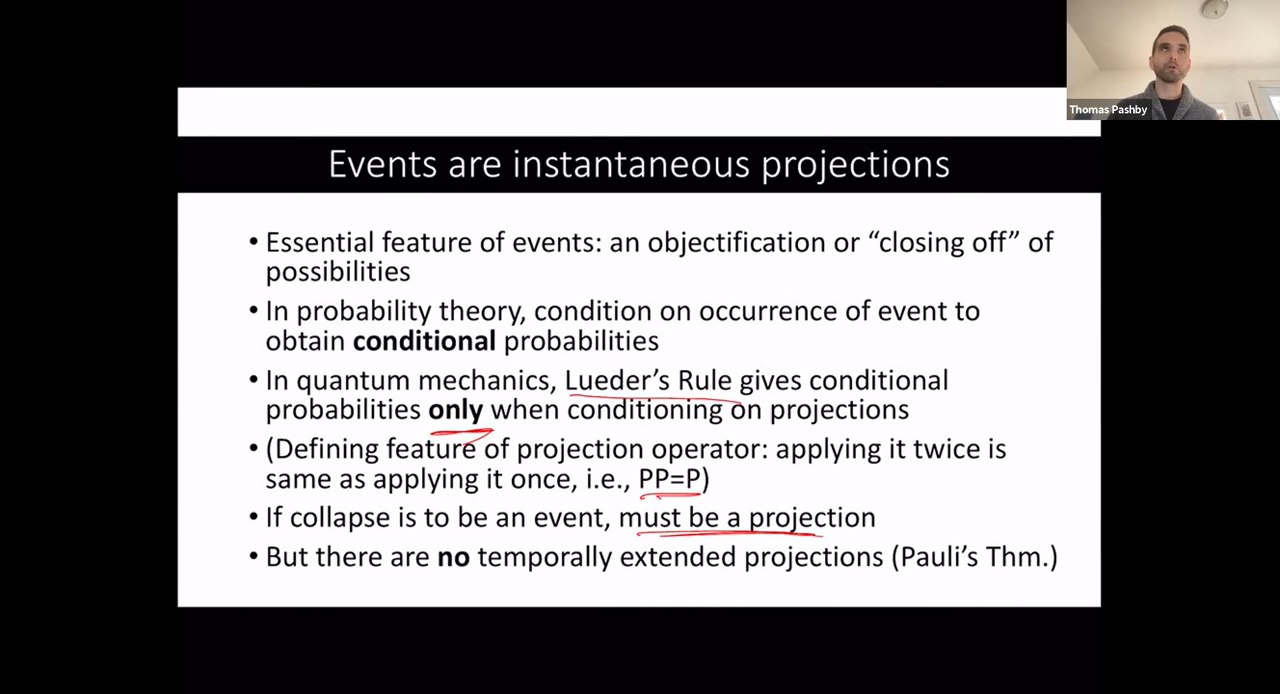 Thomas Pashby
Events are instantaneous projections
• Essential feature of events: an objectification or “closing off” of
possibilities
• In probability theory, condition on occurrence of event to
obtain conditional probabilities
• In quantum mechanics, Lueder’s Rule gives conditional
probabilities only when conditioning on projections
• (Defining feature of projection operator: applying it twice is
same as applying it once, i.e., PP=P)
• If collapse is to be an event, must be a projection
• But there are no temporally extended projections (Pauli’s Thm.)